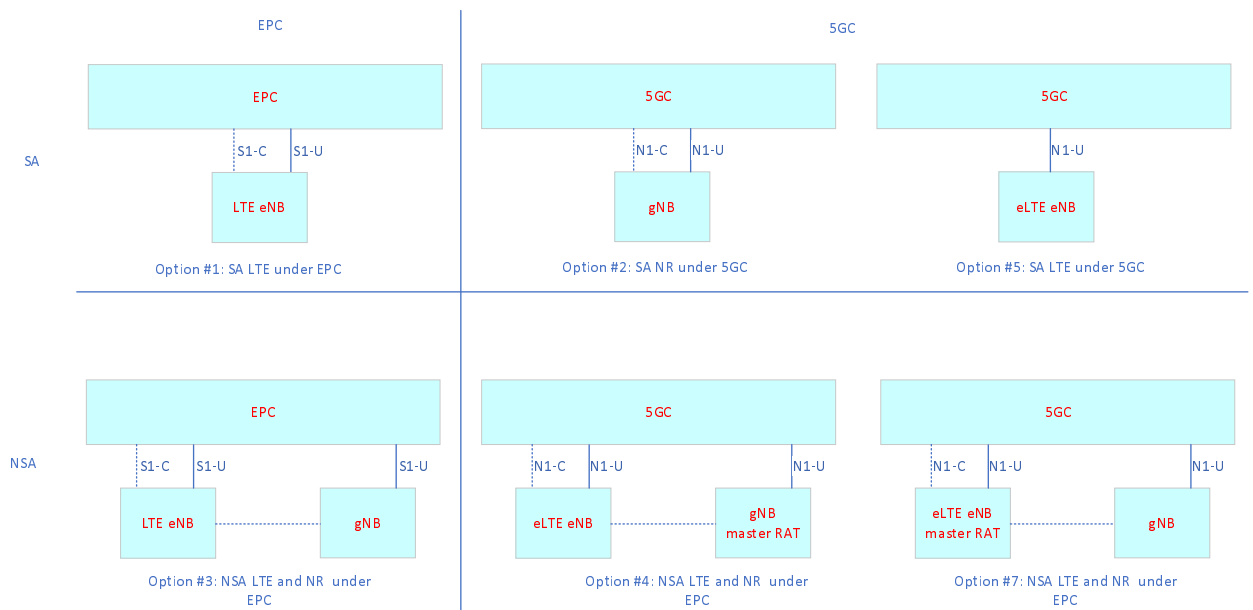 EPC
5GC
EPC
5GC
5GC
SA
S1-C
S1-U
N1-C
N1-U
N1-U
LTE eNB
gNB
eLTE eNB
Option #1: SA LTE under EPC
Option #2: SA NR under 5GC
Option #5: SA LTE under 5GC
EPC
5GC
5GC
NSA
S1-C
S1-U
S1-U
N1-C
N1-U
N1-U
N1-C
N1-U
N1-U
LTE eNB
gNB
eLTE eNB
gNB
master RAT
eLTE eNB
master RAT
gNB
Option #3: NSA LTE and NR under
EPC
Option #4: NSA LTE and NR under
EPC
Option #7: NSA LTE and NR under
EPC